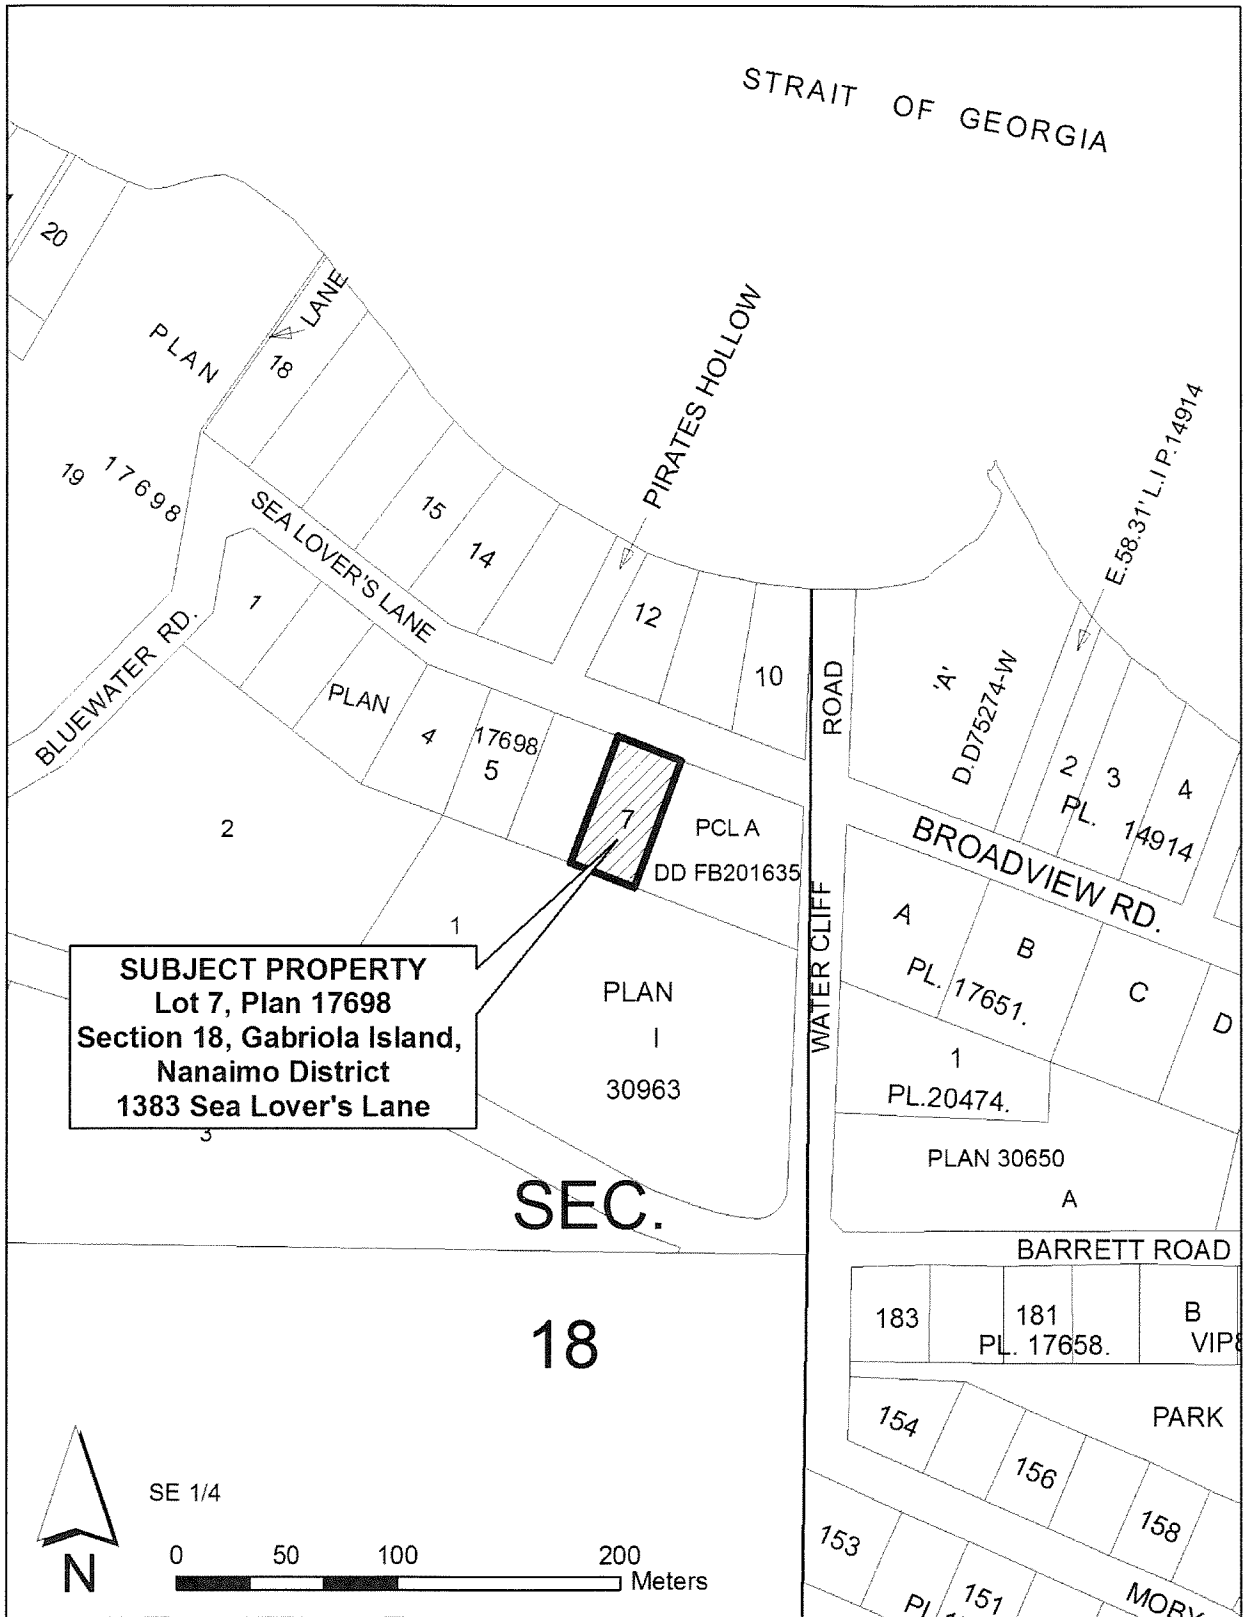 STRAIT OF GEORGIA
20
LANE
PLAN
18
PIRATES HOLLOW
E.58.31' L.I P.14914
19
17698
15
SEA LOVER'S LANE
14
1
12
BLUEWATER RD.
10
ROAD
'A'
D.D75274-W
PLAN
4
17698
5
2
3
4
PL. 14914
7
PCL A
DD FB201635
2
BROADVIEW RD.
WATER CLIFF
A
B
C
D
PL. 17651.
1
SUBJECT PROPERTY
Lot 7, Plan 17698
Section 18, Gabriola Island,
Nanaimo District
1383 Sea Lover's Lane
PLAN
I
30963
1
PL.20474.
3
PLAN 30650
A
SEC.
BARRETT ROAD
18
183
181
B
PL. 17658.
154
PARK
156
158
SE 1/4
N
0 50 100 200
Meters
153
151